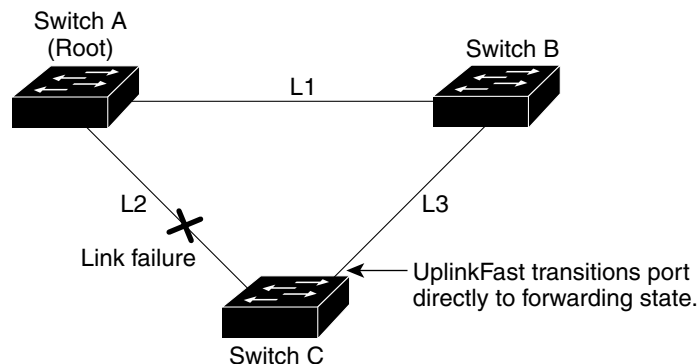 Switch A
(Root)
Switch B
L1
L2
L3
Link failure
UplinkFast transitions port
directly to forwarding state.
Switch C